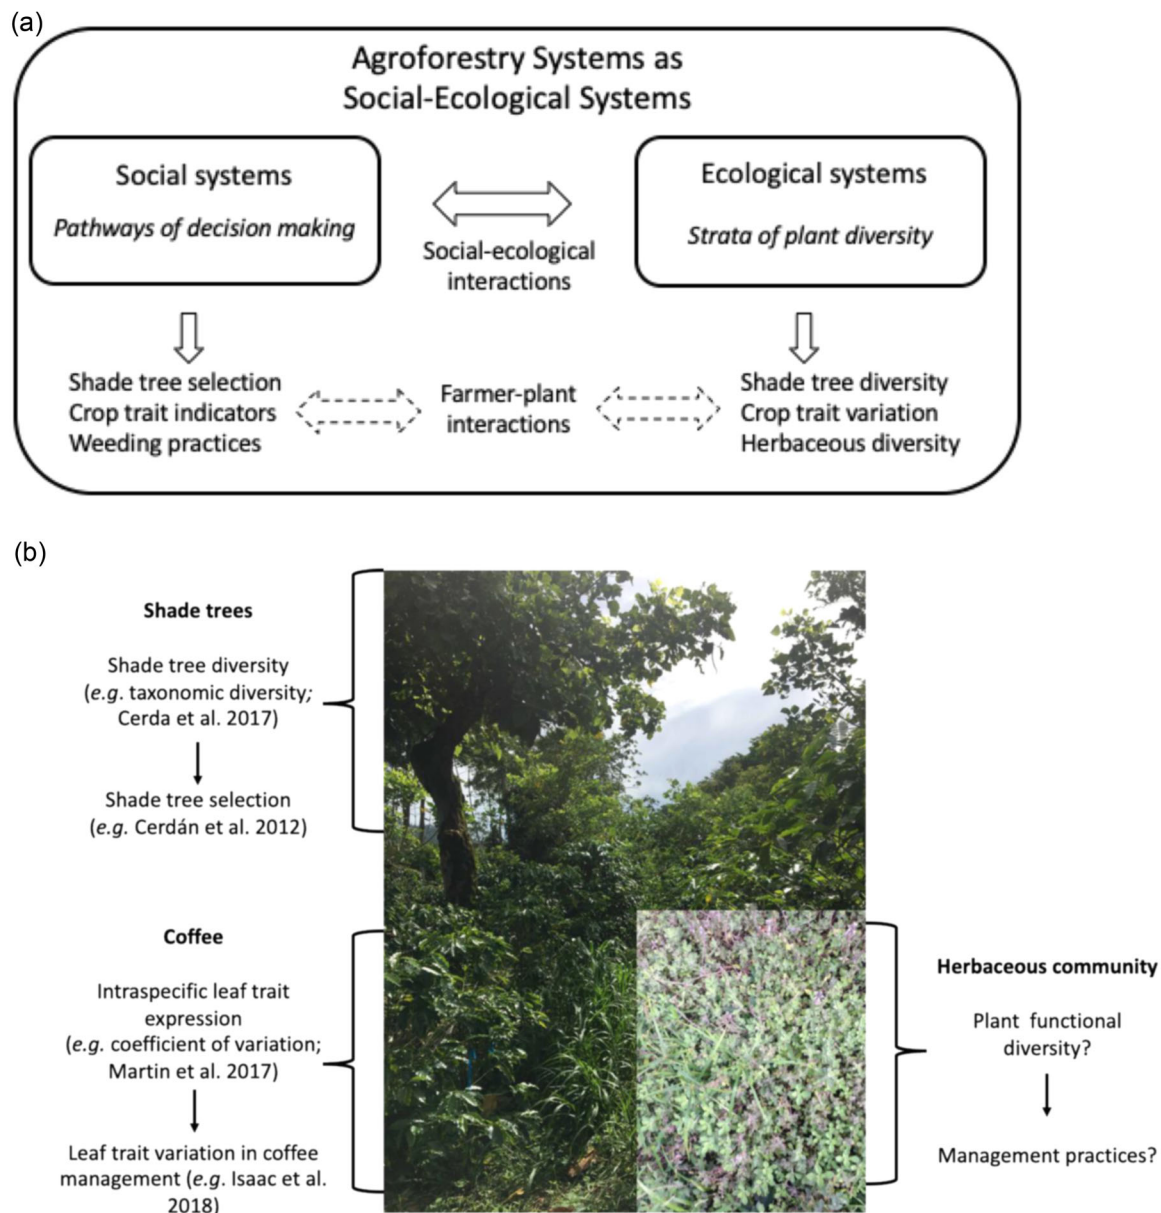 (a)
Agroforestry Systems as
Social-Ecological Systems
Social systems
Pathways of decision making
Social-ecological
interactions
Ecological systems
Strata of plant diversity
Shade tree selection
Crop trait indicators
Weeding practices
Farmer-plant
interactions
Shade tree diversity
Crop trait variation
Herbaceous diversity
(b)
Shade trees
Shade tree diversity
(e.g. taxonomic diversity;
Cerda et al. 2017)
Shade tree selection
(e.g. Cerdán et al. 2012)
Coffee
Intraspecific leaf trait
expression
(e.g. coefficient of variation;
Martin et al. 2017)
Leaf trait variation in coffee
management (e.g. Isaac et al.
2018)
Herbaceous community
Plant functional
diversity?
Management practices?